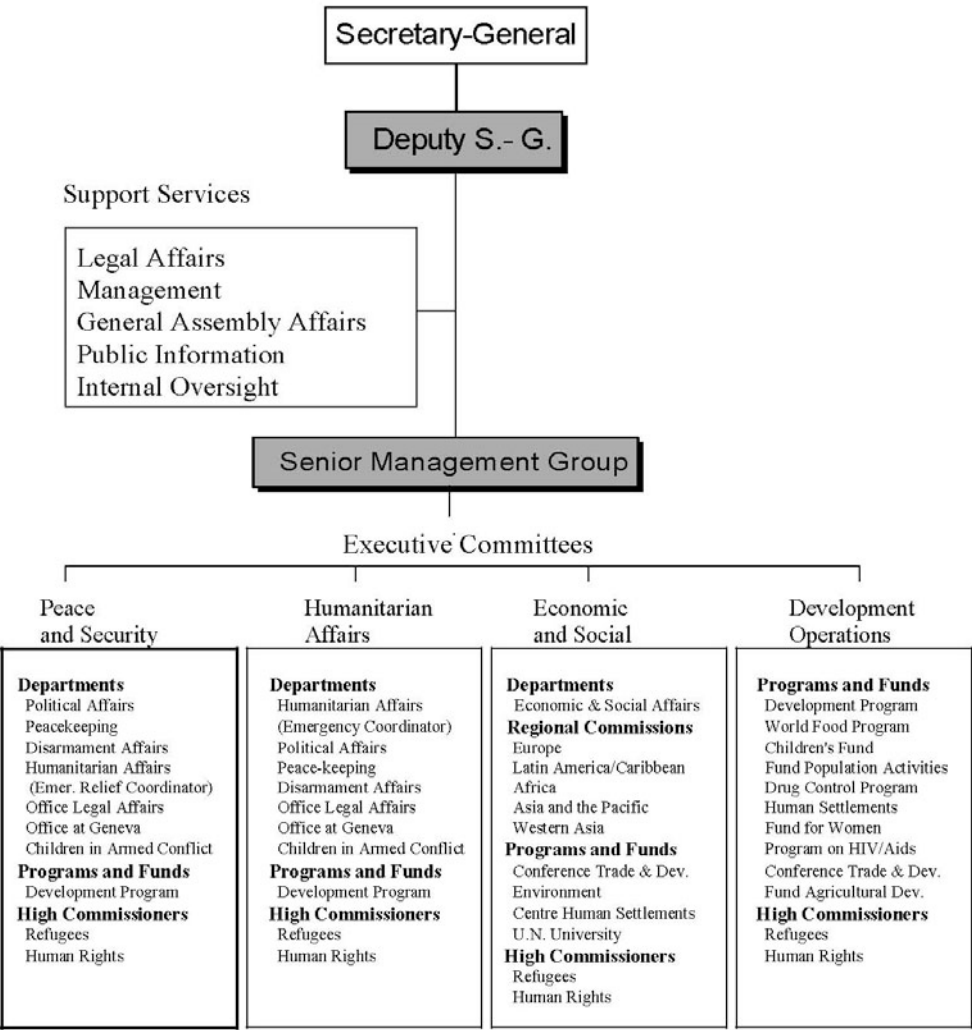 Secretary-General
Deputy S.- G.
Support Services
Legal Affairs
Management
General Assembly Affairs
Public Information
Internal Oversight
Senior Management Group
Executive Committees
Peace
and Security
Departments
Political Affairs
Peacekeeping
Disarmament Affairs
Humanitarian Affairs
(Emer. Relief Coordinator)
Office Legal Affairs
Office at Geneva
Children in Armed Conflict
Programs and Funds
Development Program
High Commissioners
Refugees
Human Rights
Humanitarian
Affairs
Departments
Humanitarian Affairs
(Emergency Coordinator)
Political Affairs
Peace-keeping
Disarmament Affairs
Office Legal Affairs
Office at Geneva
Children in Armed Conflict
Programs and Funds
Development Program
High Commissioners
Refugees
Human Rights
Economic
and Social
Departments
Economic & Social Affairs
Regional Commissions
Europe
Latin America/Caribbean
Africa
Asia and the Pacific
Western Asia
Programs and Funds
Conference Trade & Dev.
Environment
Centre Human Settlements
U.N. University
High Commissioners
Refugees
Human Rights
Development
Operations
Programs and Funds
Development Program
World Food Program
Children's Fund
Fund Population Activities
Drug Control Program
Human Settlements
Fund for Women
Program on HIV/Aids
Conference Trade & Dev.
Fund Agricultural Dev.
High Commissioners
Refugees
Human Rights